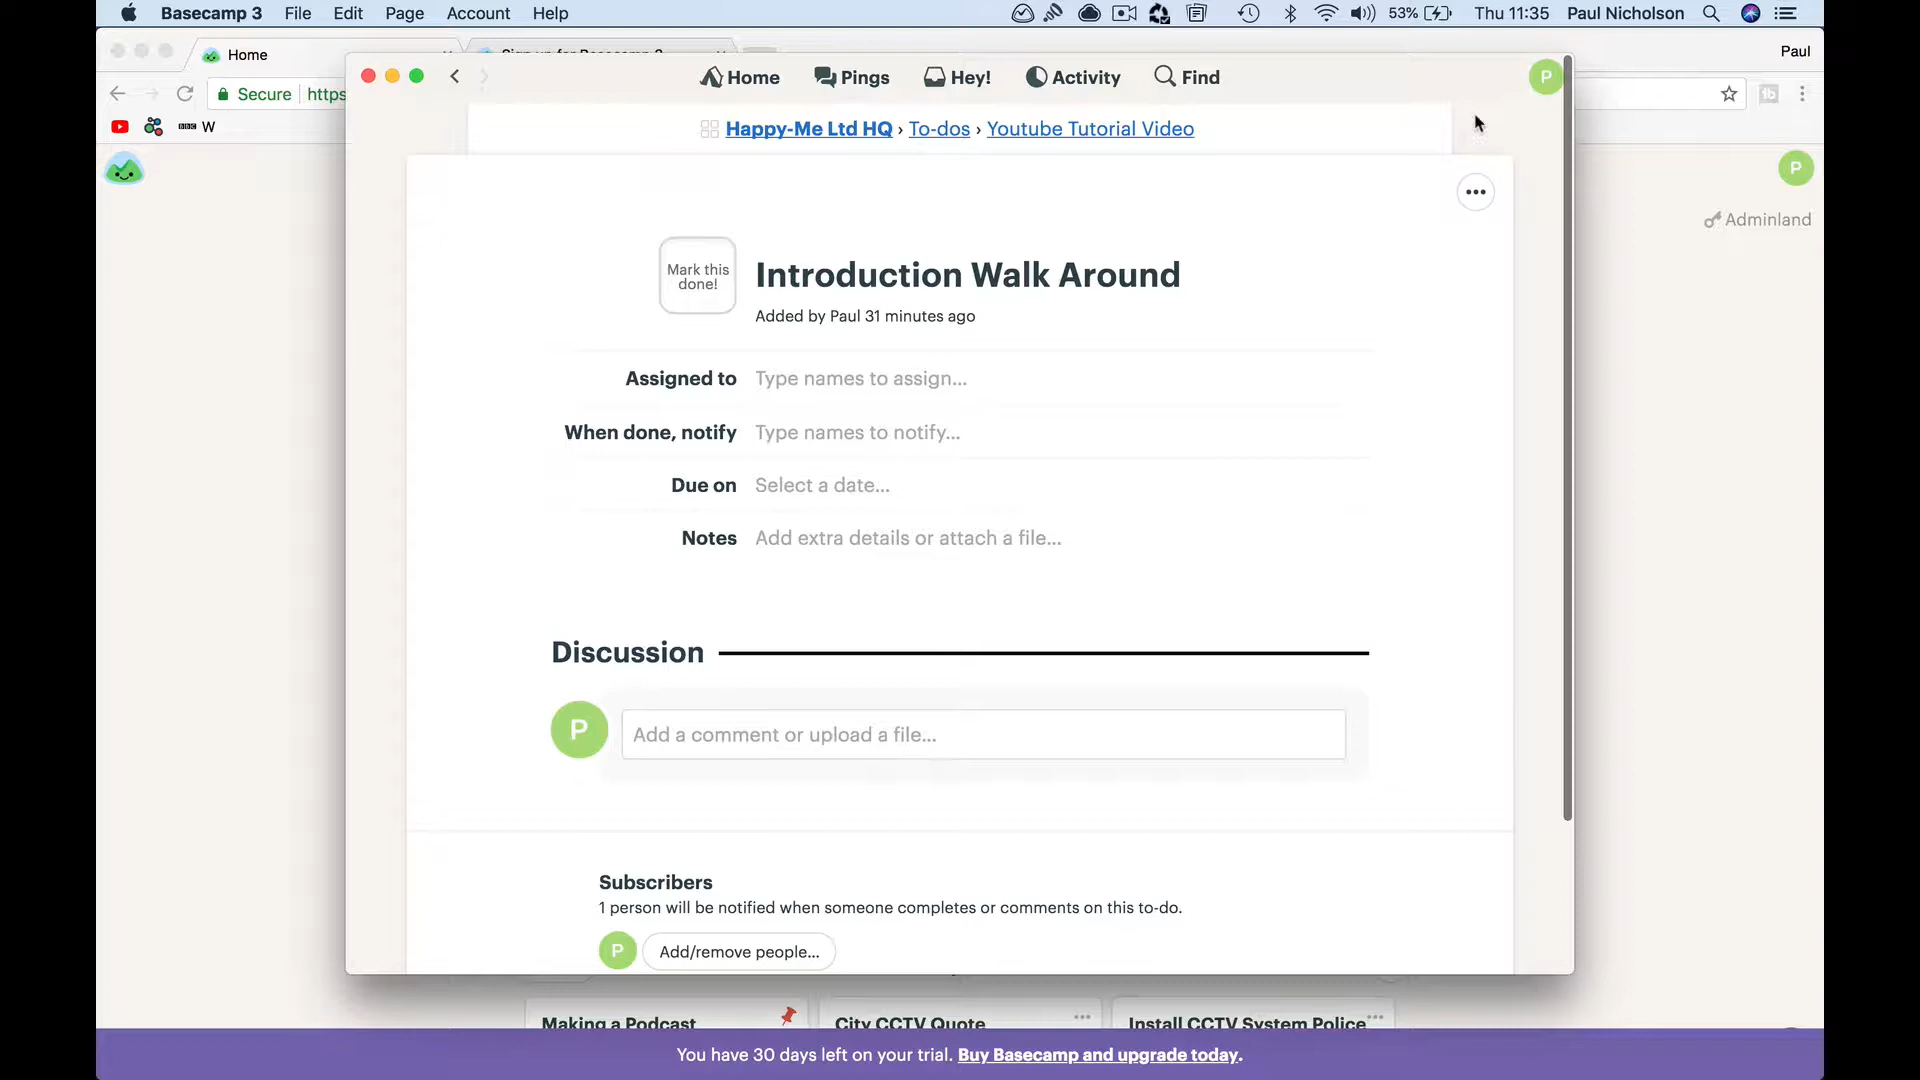 Basecamp 3 File Edit Page Account Help 53% Thu 11:35 Paul Nicholson
Home
Paul
Secure https
BBC W
Home Pings Hey! Activity Find P
Happy-Me Ltd HQ › To-dos › Youtube Tutorial Video
P
Adminland
Mark this done!
Introduction Walk Around
Added by Paul 31 minutes ago
Assigned to Type names to assign...
When done, notify Type names to notify...
Due on Select a date...
Notes Add extra details or attach a file...
Discussion
P Add a comment or upload a file...
Subscribers
1 person will be notified when someone completes or comments on this to-do.
P Add/remove people...
Making a Podcast City CCTV Quote Install CCTV System Police
You have 30 days left on your trial. Buy Basecamp and upgrade today.